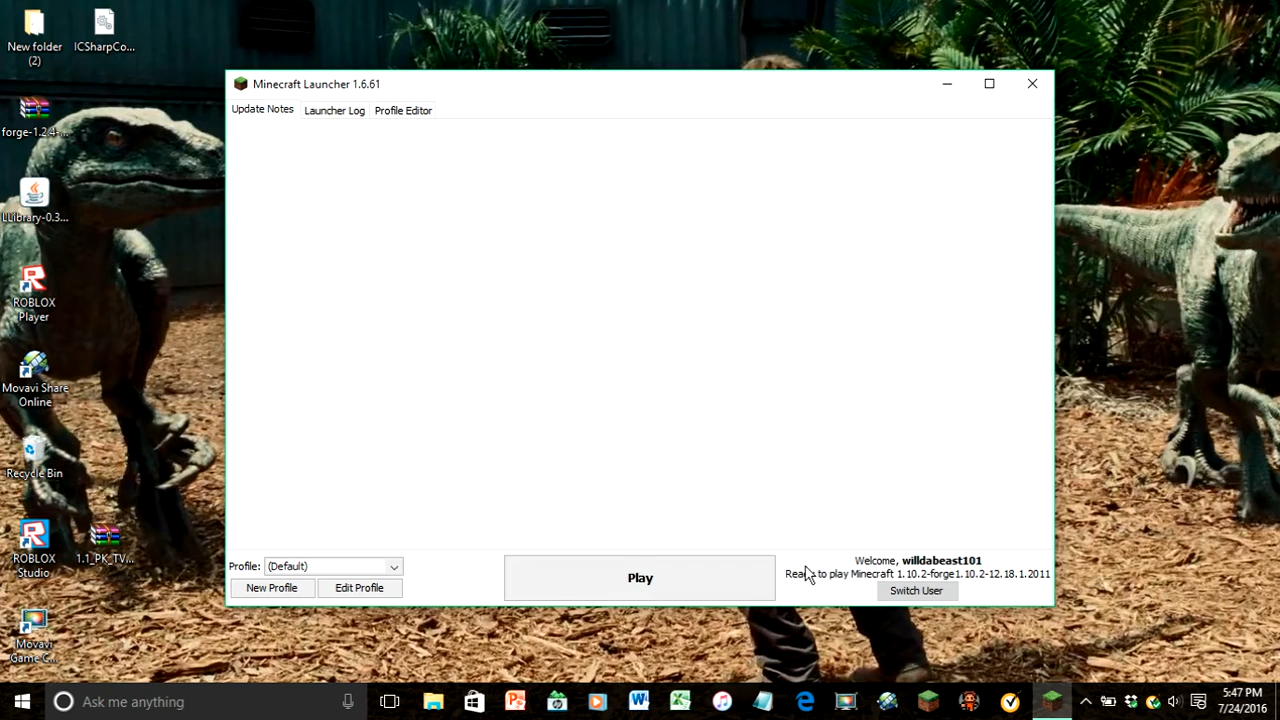 New folder
(2)
ICSharpCo...
forge-1.2.4-...
LLibrary-0.3...
ROBLOX
Player
Movavi Share
Online
Recycle Bin
ROBLOX
Studio
1.1_PK_TV...
Movavi
Game C...
Minecraft Launcher 1.6.61
Update Notes
Launcher Log
Profile Editor
Profile:
(Default)
New Profile
Edit Profile
Play
Welcome, willdabeast101
Ready to play Minecraft 1.10.2-forge1.10.2-12.18.1.2011
Switch User
Ask me anything
5:47 PM
7/24/2016